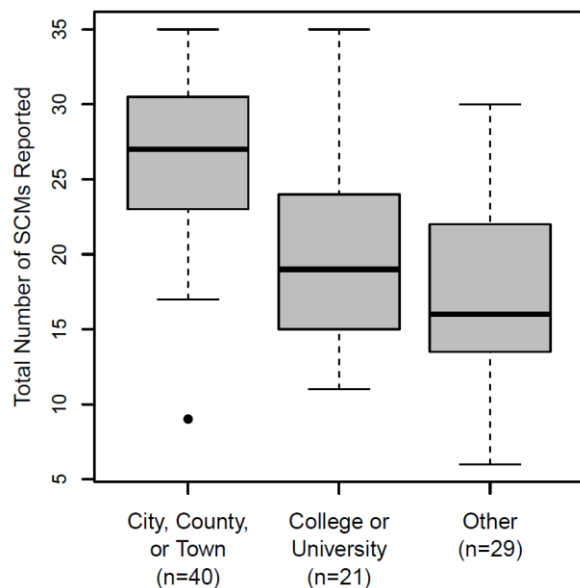 Total Number of SCMs Reported
35
30
25
20
15
10
5
City, County,
or Town
(n=40)
College or
University
(n=21)
Other
(n=29)